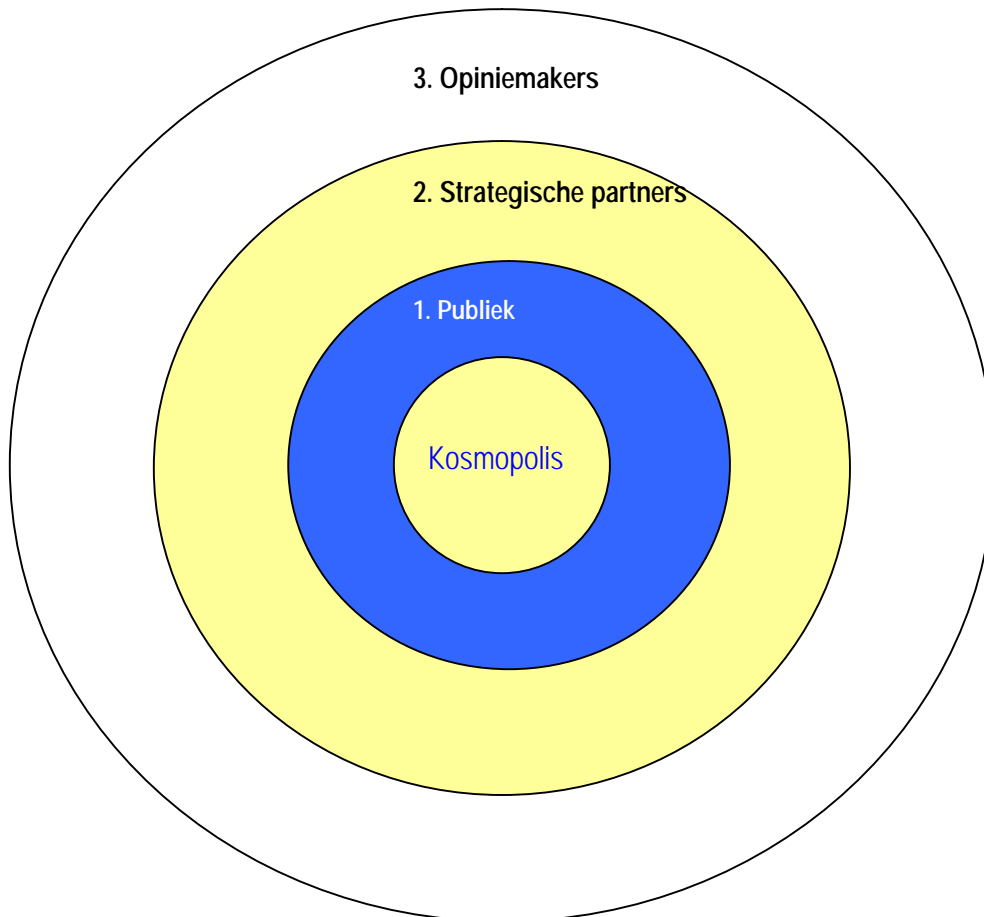 3. Opiniemakers
2. Strategische partners
1. Publiek
Kosmopolis